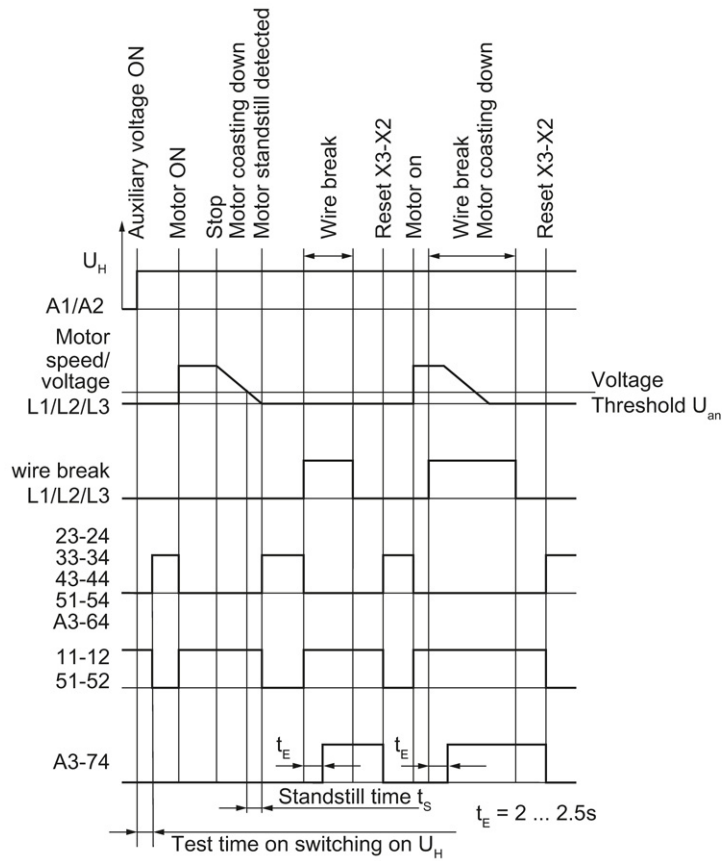 Auxiliary voltage ON
Motor ON
Stop
Motor coasting down
Motor standstill detected
Wire break
Reset X3-X2
Motor on
Wire break
Motor coasting down
Reset X3-X2
U_H
A1/A2
Motor
speed/
voltage
L1/L2/L3
Voltage
Threshold U_an
wire break
L1/L2/L3
23-24
33-34
43-44
51-54
A3-64
11-12
51-52
A3-74
t_E
t_E
Standstill time t_S
t_E = 2 ... 2.5s
Test time on switching on U_H